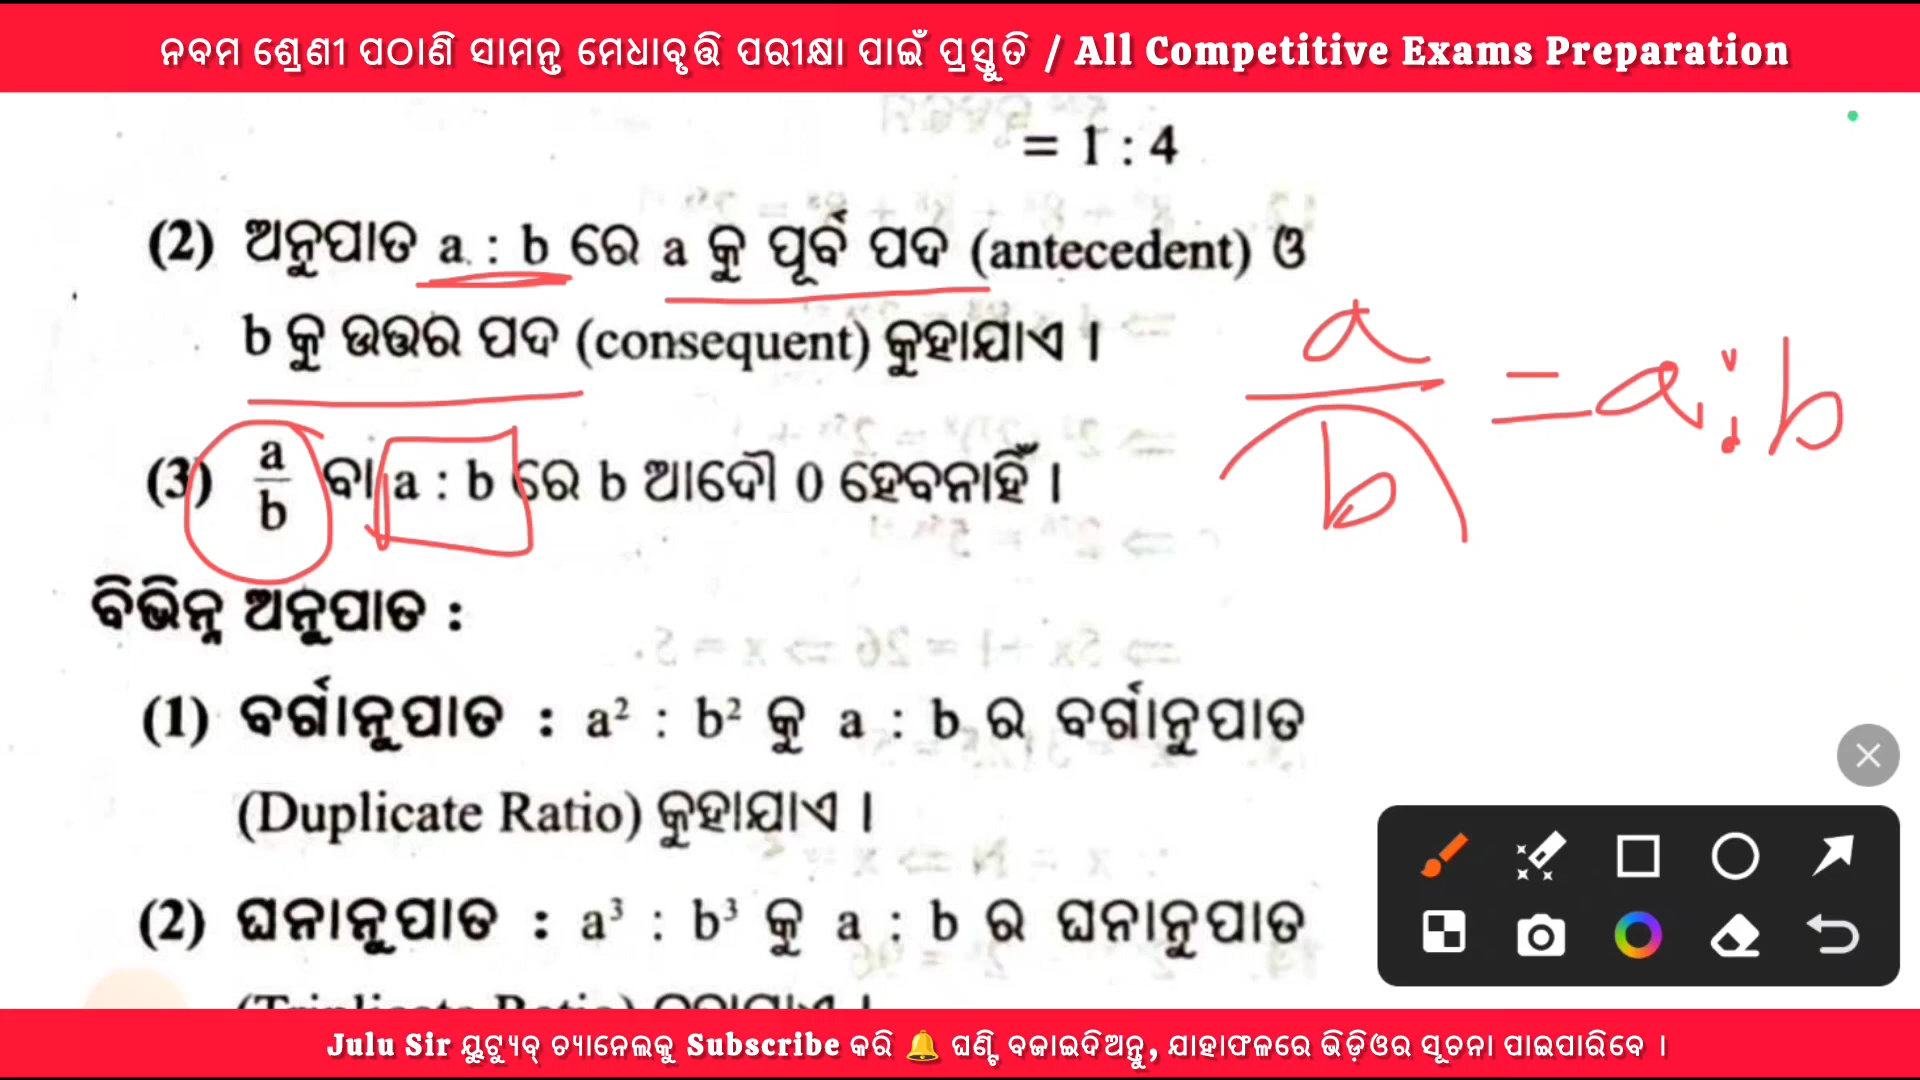 ନବମ ଶ୍ରେଣୀ ପଠାଣି ସାମନ୍ତ ମେଧାବୃତ୍ତି ପରୀକ୍ଷା ପାଇଁ ପ୍ରସ୍ତୁତି / All Competitive Exams Preparation
= 1 : 4
(2) ଅନୁପାତ a : b ରେ a କୁ ପୂର୍ବ ପଦ (antecedent) ଓ
b କୁ ଉତ୍ତର ପଦ (consequent) କୁହାଯାଏ ।
a/b = a : b
(3) a/b ବା a : b ରେ b ଆଦୌ 0 ହେବନାହିଁ ।
ବିଭିନ୍ନ ଅନୁପାତ :
(1) ବର୍ଗାନୁପାତ : a² : b² କୁ a : b ର ବର୍ଗାନୁପାତ
(Duplicate Ratio) କୁହାଯାଏ ।
(2) ଘନାନୁପାତ : a³ : b³ କୁ a : b ର ଘନାନୁପାତ
(Triplicate Ratio) କୁହାଯାଏ ।
Julu Sir ୟୁଟ୍ୟୁବ୍ ଚ୍ୟାନେଲକୁ Subscribe କରି 🔔 ଘଣ୍ଟି ବଜାଇଦିଅନ୍ତୁ, ଯାହାଫଳରେ ଭିଡ଼ିଓର ସୂଚନା ପାଇପାରିବେ ।